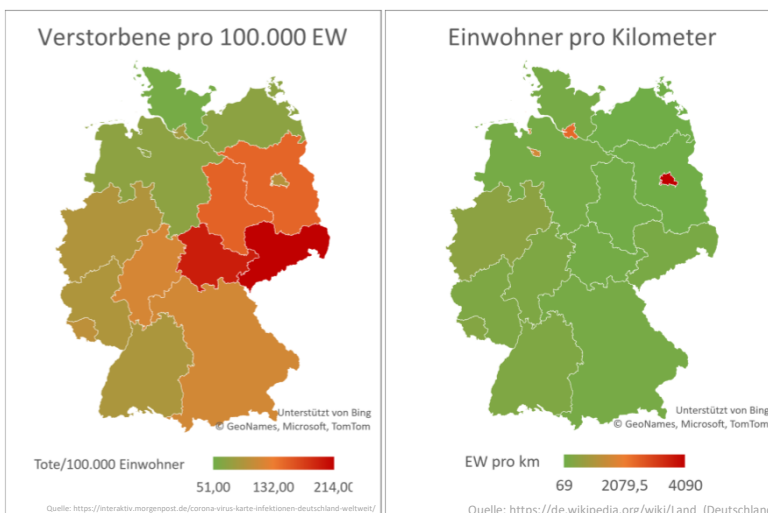 Verstorbene pro 100.000 EW
Unterstützt von Bing
© GeoNames, Microsoft, TomTom
Tote/100.000 Einwohner
51,00 132,00 214,0
Quelle: https://interaktiv.morgenpost.de/corona-virus-karte-infektionen-deutschland-weltweit/
Einwohner pro Kilometer
Unterstützt von Bing
© GeoNames, Microsoft, TomTom
EW pro km
69 2079,5 4090
Quelle: https://de.wikipedia.org/wiki/Land_(Deutschland